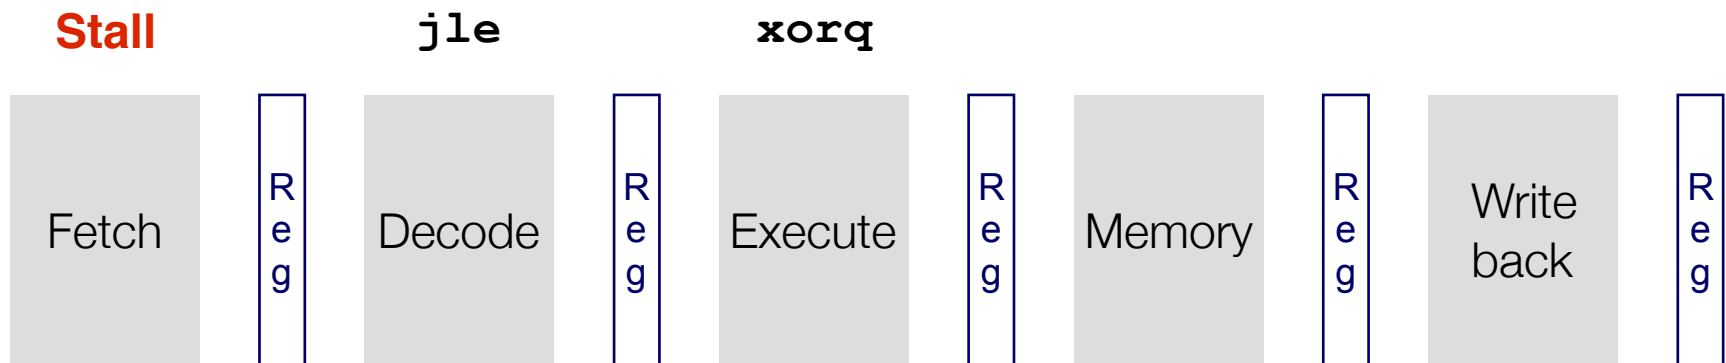 Stall jle xorq
Fetch
R
e
g
Decode
R
e
g
Execute
R
e
g
Memory
R
e
g
Write
back
R
e
g